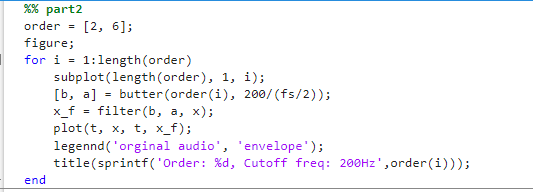 %% part2
order = [2, 6];
figure;
for i = 1:length(order)
subplot(length(order), 1, i);
[b, a] = butter(order(i), 200/(fs/2));
x_f = filter(b, a, x);
plot(t, x, t, x_f);
legennd('orginal audio', 'envelope');
title(sprintf('Order: %d, Cutoff freq: 200Hz',order(i)));
end